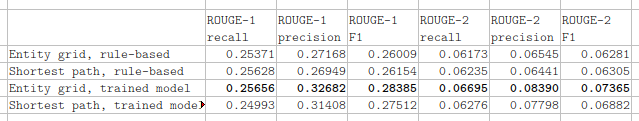 ROUGE-1 ROUGE-1 ROUGE-1 ROUGE-2 ROUGE-2 ROUGE-2
recall precision F1 recall precision F1
Entity grid, rule-based 0.25371 0.27168 0.26009 0.06173 0.06545 0.06281
Shortest path, rule-based 0.25628 0.26949 0.26154 0.06235 0.06441 0.06305
Entity grid, trained model 0.25656 0.32682 0.28385 0.06695 0.08390 0.07365
Shortest path, trained mode 0.24993 0.31408 0.27512 0.06276 0.07798 0.06882